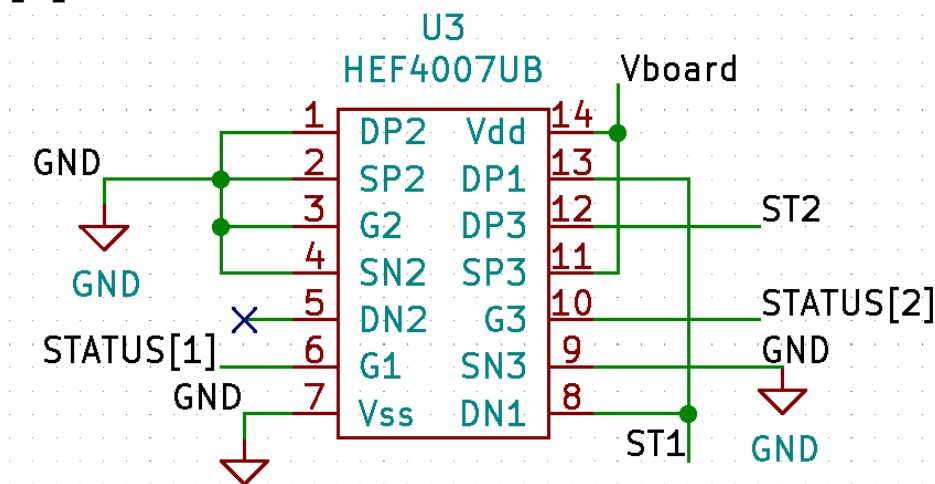 U3
HEF4007UB
Vboard
1 DP2 Vdd 14
GND 2 SP2 DP1 13
3 G2 DP3 12 ST2
GND 4 SN2 SP3 11
5 DN2 G3 10 STATUS[2]
STATUS[1] 6 G1 SN3 9 GND
GND 7 Vss DN1 8
ST1 GND